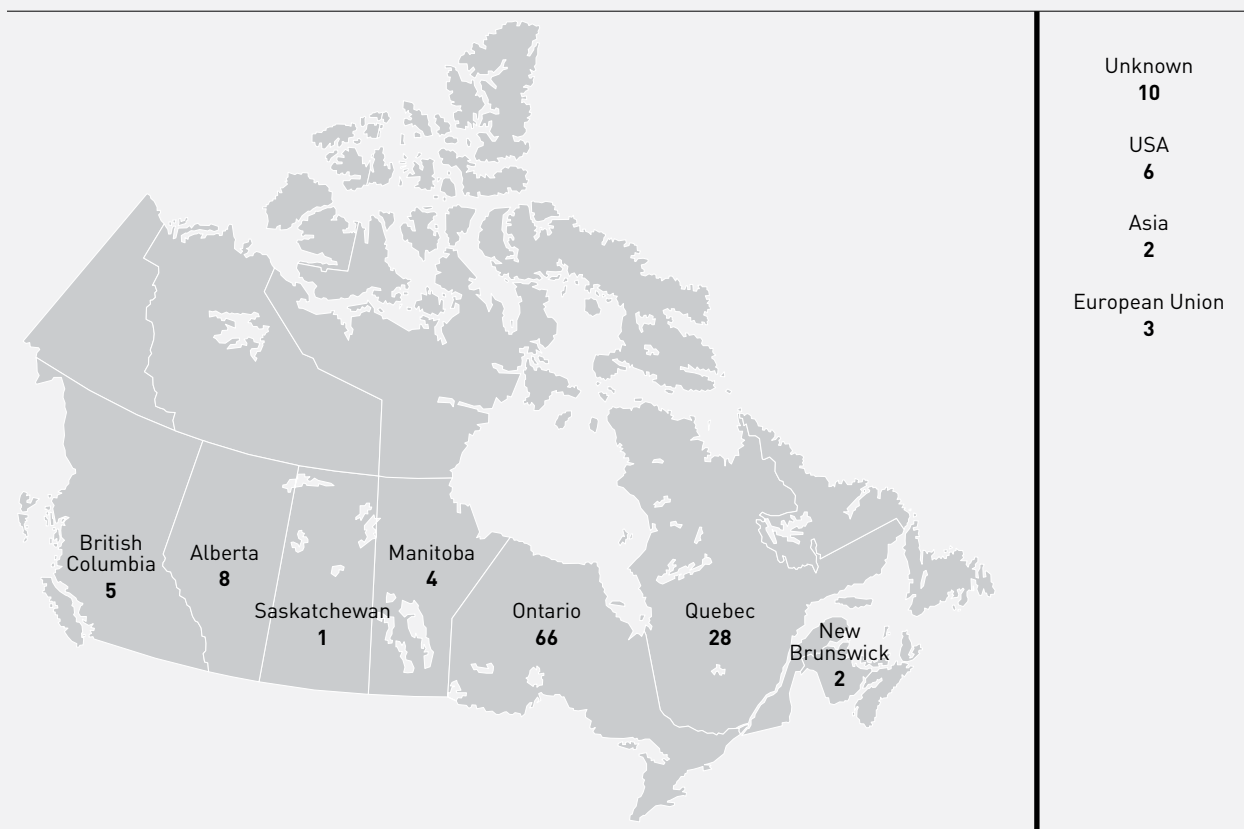 British
Columbia
5
Alberta
8
Saskatchewan
1
Manitoba
4
Ontario
66
Quebec
28
New
Brunswick
2
Unknown
10
USA
6
Asia
2
European Union
3